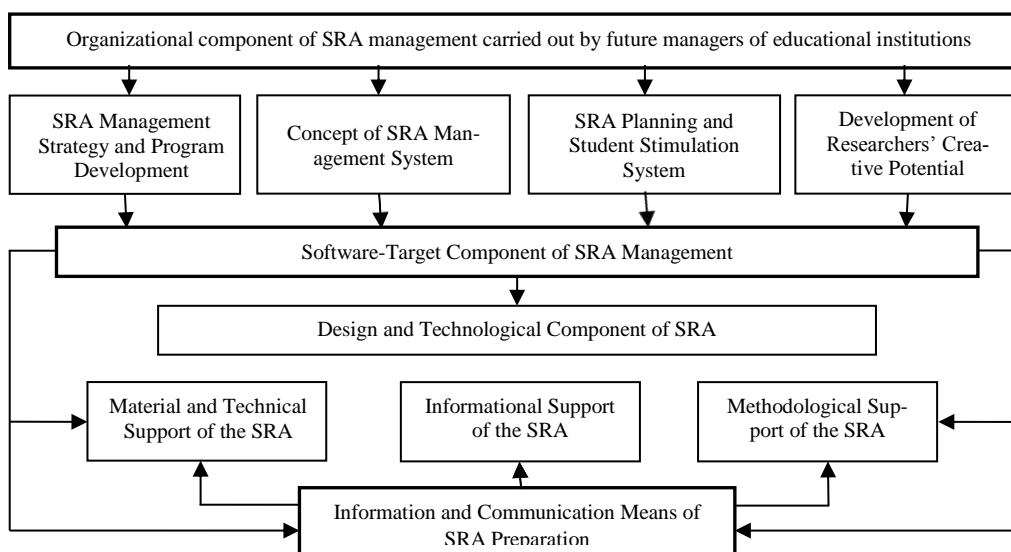 Organizational component of SRA management carried out by future managers of educational institutions
SRA Management
Strategy and Program
Development
Concept of SRA Man-
agement System
SRA Planning and
Student Stimulation
System
Development of
Researchers' Crea-
tive Potential
Software-Target Component of SRA Management
Design and Technological Component of SRA
Material and Technical
Support of the SRA
Informational Support
of the SRA
Methodological Sup-
port of the SRA
Information and Communication Means of
SRA Preparation